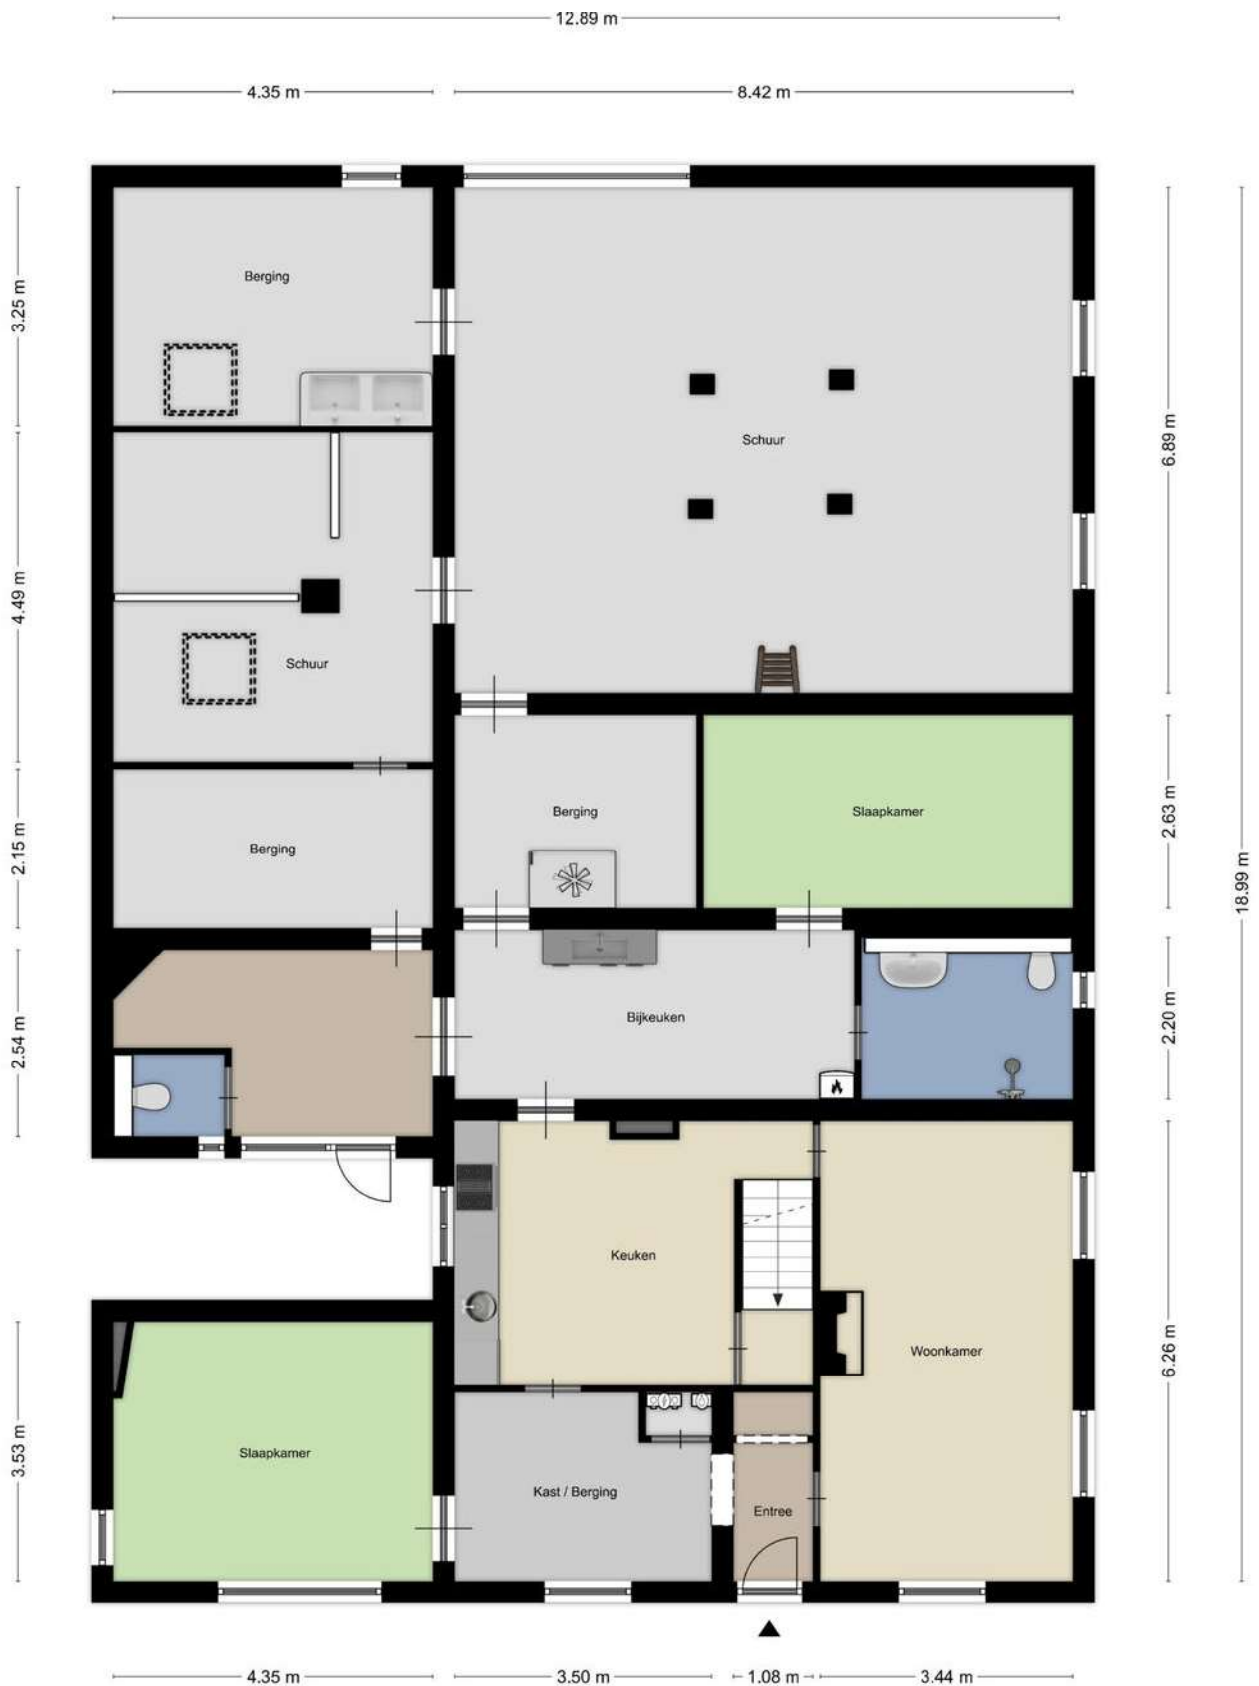 12.89 m
4.35 m
8.42 m
Berging
3.25 m
6.89 m
Schuur
4.49 m
Schuur
Berging
Slaapkamer
2.63 m
Berging
2.15 m
18.99 m
Bijkeuken
2.20 m
2.54 m
Keuken
Woonkamer
6.26 m
Slaapkamer
3.53 m
Kast / Berging
Entree
4.35 m
3.50 m
1.08 m
3.44 m